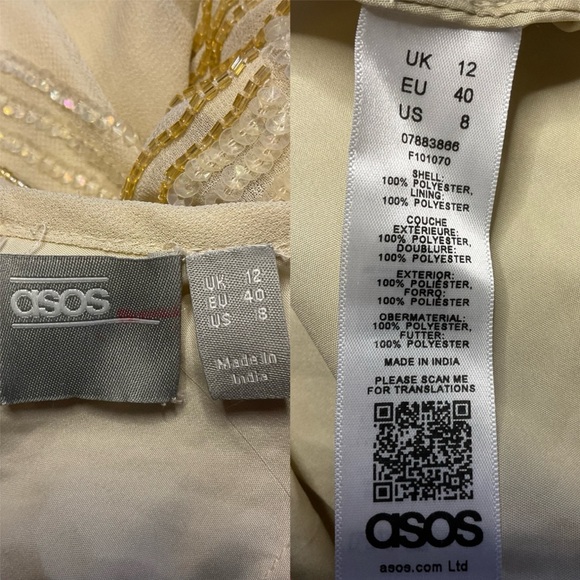 asos
UK 12
EU 40
US 8
Made in
India
UK 12
EU 40
US 8
07883866
F101070
SHELL:
100% POLYESTER,
LINING:
100% POLYESTER
COUCHE
EXTÉRIEURE:
100% POLYESTER,
DOUBLURE:
100% POLYESTER
EXTERIOR:
100% POLIÉSTER,
FORRO:
100% POLIÉSTER
OBERMATERIAL:
100% POLYESTER,
FUTTER:
100% POLYESTER
MADE IN INDIA
PLEASE SCAN ME
FOR TRANSLATIONS
asos
asos.com Ltd